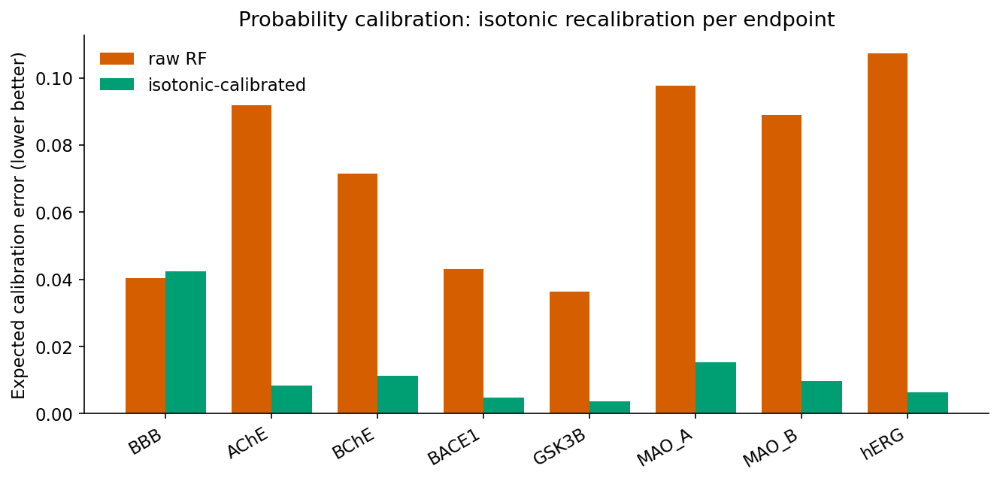 Probability calibration: isotonic recalibration per endpoint
raw RF
isotonic-calibrated
Expected calibration error (lower better)
0.10
0.08
0.06
0.04
0.02
0.00
BBB
AChE
BChE
BACE1
GSK3B
MAO_A
MAO_B
hERG